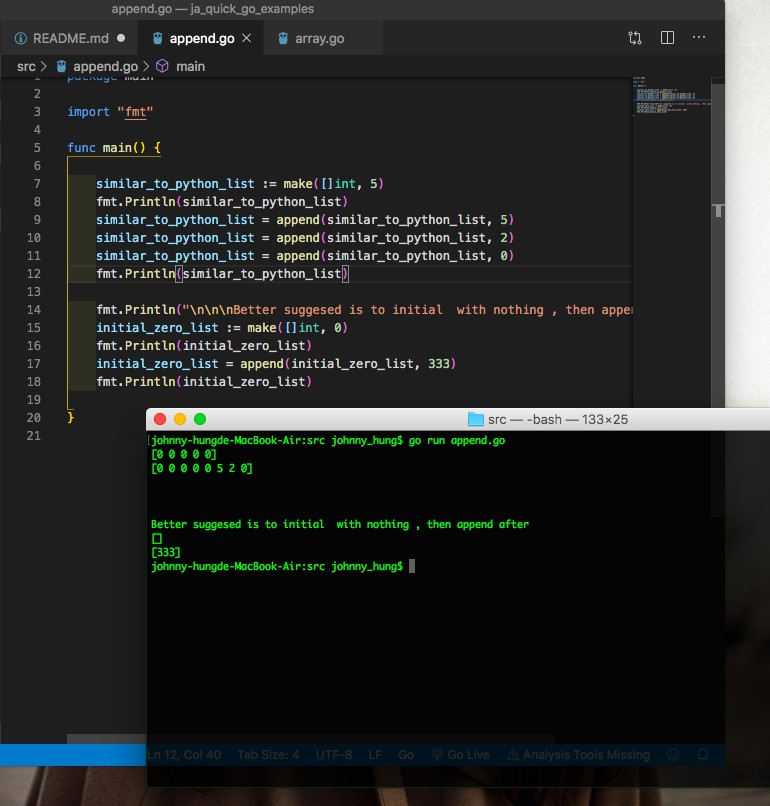 append.go — ja_quick_go_examples
README.md
append.go
array.go
src > append.go > main
1 package main
2
3 import "fmt"
4
5 func main() {
6
7 similar_to_python_list := make([]int, 5)
8 fmt.Println(similar_to_python_list)
9 similar_to_python_list = append(similar_to_python_list, 5)
10 similar_to_python_list = append(similar_to_python_list, 2)
11 similar_to_python_list = append(similar_to_python_list, 0)
12 fmt.Println(similar_to_python_list)
13
14 fmt.Println("\n\n\nBetter suggesed is to initial  with nothing , then appe
15 initial_zero_list := make([]int, 0)
16 fmt.Println(initial_zero_list)
17 initial_zero_list = append(initial_zero_list, 333)
18 fmt.Println(initial_zero_list)
19
20 }
21
src — -bash — 133×25
[johnny-hungde-MacBook-Air:src johnny_hung$ go run append.go
[0 0 0 0 0]
[0 0 0 0 0 5 2 0]
Better suggesed is to initial  with nothing , then append after
[]
[333]
johnny-hungde-MacBook-Air:src johnny_hung$
Ln 12, Col 40 Tab Size: 4 UTF-8 LF Go Go Live Analysis Tools Missing